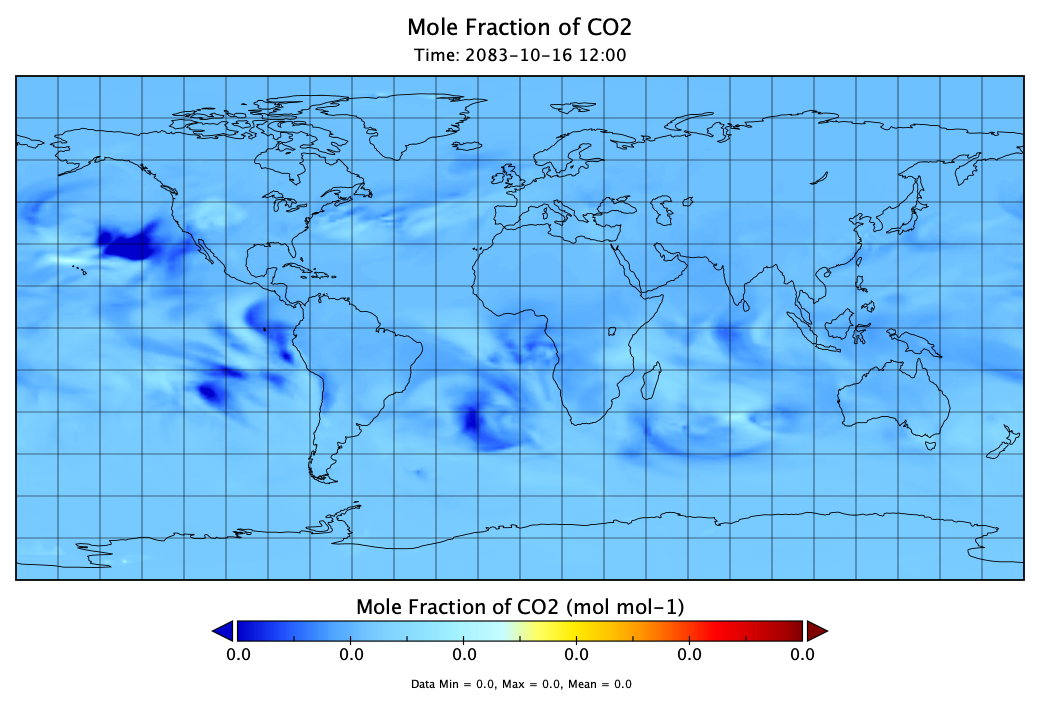 Mole Fraction of CO2
Time: 2083-10-16 12:00
Mole Fraction of CO2 (mol mol-1)
0.0 0.0 0.0 0.0 0.0 0.0
Data Min = 0.0, Max = 0.0, Mean = 0.0